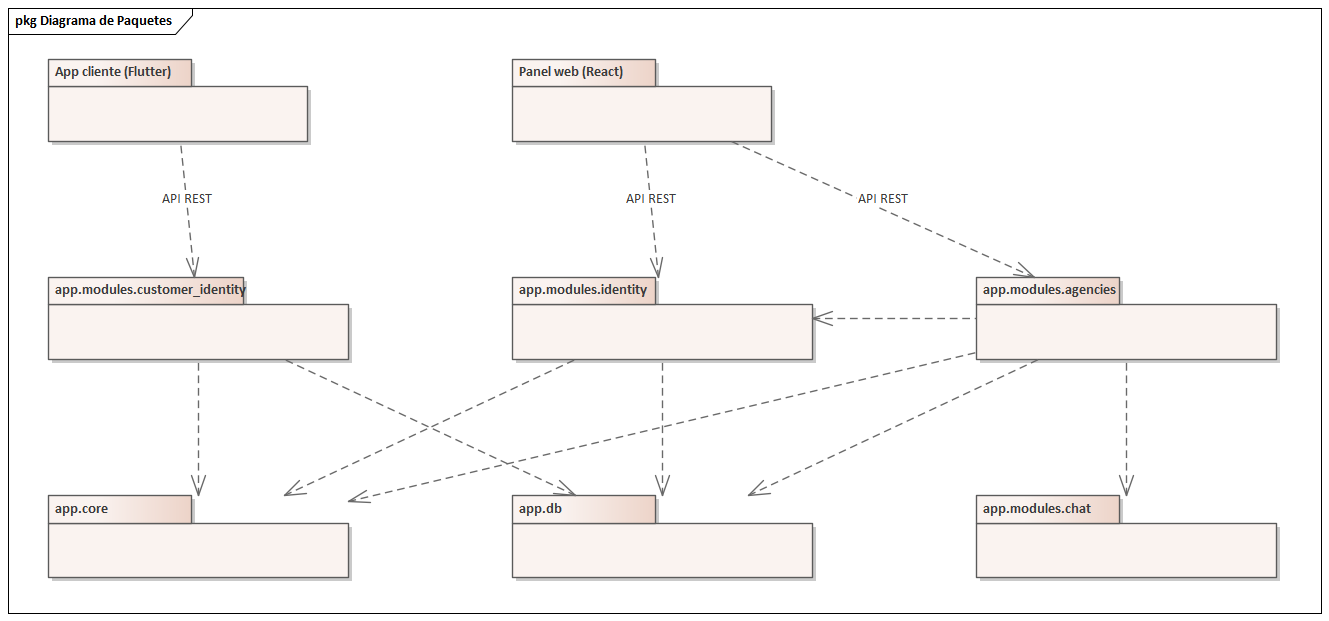 pkg Diagrama de Paquetes
App cliente (Flutter)
Panel web (React)
API REST
API REST
API REST
app.modules.customer_identity
app.modules.identity
app.modules.agencies
app.core
app.db
app.modules.chat